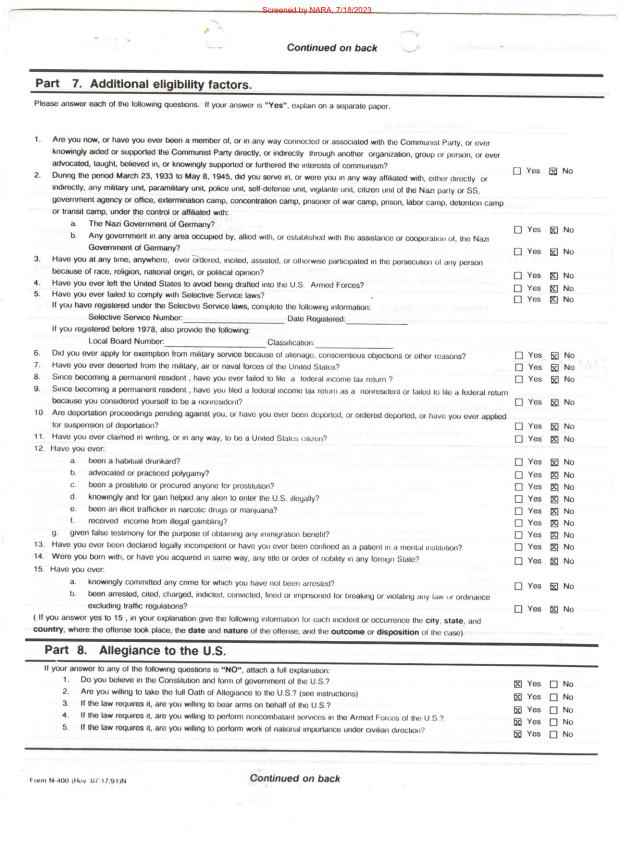 Screened by NARA, 7/18/2023
Continued on back
Part 7. Additional eligibility factors.
Please answer each of the following questions. If your answer is "Yes", explain on a separate paper.
1. Are you now, or have you ever been a member of, or in any way connected or associated with the Communist Party, or ever
knowingly aided or supported the Communist Party directly, or indirectly through another organization, group or person, or ever
advocated, taught, believed in, or knowingly supported or furthered the interests of communism? ☐ Yes ☒ No
2. During the period March 23, 1933 to May 8, 1945, did you serve in, or were you in any way affiliated with, either directly or
indirectly, any military unit, paramilitary unit, police unit, self-defense unit, vigilante unit, citizen unit of the Nazi party or SS,
government agency or office, extermination camp, concentration camp, prisoner of war camp, prison, labor camp, detention camp
or transit camp, under the control or affiliated with:
a. The Nazi Government of Germany? ☐ Yes ☒ No
b. Any government in any area occupied by, allied with, or established with the assistance or cooperation of, the Nazi
Government of Germany? ☐ Yes ☒ No
3. Have you at any time, anywhere, ever ordered, incited, assisted, or otherwise participated in the persecution of any person
because of race, religion, national origin, or political opinion? ☐ Yes ☒ No
4. Have you ever left the United States to avoid being drafted into the U.S. Armed Forces? ☐ Yes ☒ No
5. Have you ever failed to comply with Selective Service laws? ☐ Yes ☒ No
If you have registered under the Selective Service laws, complete the following information:
Selective Service Number: Date Registered:
If you registered before 1978, also provide the following:
Local Board Number: Classification:
6. Did you ever apply for exemption from military service because of alienage, conscientious objections or other reasons? ☐ Yes ☒ No
7. Have you ever deserted from the military, air or naval forces of the United States? ☐ Yes ☒ No
8. Since becoming a permanent resident , have you ever failed to file a federal income tax return ? ☐ Yes ☒ No
9. Since becoming a permanent resident , have you filed a federal income tax return as a nonresident or failed to file a federal return
because you considered yourself to be a nonresident? ☐ Yes ☒ No
10 Are deportation proceedings pending against you, or have you ever been deported, or ordered deported, or have you ever applied
for suspension of deportation? ☐ Yes ☒ No
11. Have you ever claimed in writing, or in any way, to be a United States citizen? ☐ Yes ☒ No
12. Have you ever:
a. been a habitual drunkard? ☐ Yes ☒ No
b. advocated or practiced polygamy? ☐ Yes ☒ No
c. been a prostitute or procured anyone for prostitution? ☐ Yes ☒ No
d. knowingly and for gain helped any alien to enter the U.S. illegally? ☐ Yes ☒ No
e. been an illicit trafficker in narcotic drugs or marijuana? ☐ Yes ☒ No
f. received income from illegal gambling? ☐ Yes ☒ No
g. given false testimony for the purpose of obtaining any immigration benefit? ☐ Yes ☒ No
13. Have you ever been declared legally incompetent or have you ever been confined as a patient in a mental institution? ☐ Yes ☒ No
14. Were you born with, or have you acquired in same way, any title or order of nobility in any foreign State? ☐ Yes ☒ No
15. Have you ever:
a. knowingly committed any crime for which you have not been arrested? ☐ Yes ☒ No
b. been arrested, cited, charged, indicted, convicted, fined or imprisoned for breaking or violating any law or ordinance
excluding traffic regulations? ☐ Yes ☒ No
( If you answer yes to 15 , in your explanation give the following information for each incident or occurrence the city, state, and
country, where the offense took place, the date and nature of the offense, and the outcome or disposition of the case).
Part 8. Allegiance to the U.S.
If your answer to any of the following questions is "NO", attach a full explanation:
1. Do you believe in the Constitution and form of government of the U.S.? ☒ Yes ☐ No
2. Are you willing to take the full Oath of Allegiance to the U.S.? (see instructions) ☒ Yes ☐ No
3. If the law requires it, are you willing to bear arms on behalf of the U.S.? ☒ Yes ☐ No
4. If the law requires it, are you willing to perform noncombatant services in the Armed Forces of the U.S.? ☒ Yes ☐ No
5. If the law requires it, are you willing to perform work of national importance under civilian direction? ☒ Yes ☐ No
Form N-400 (Rev. 07/17/91)N
Continued on back